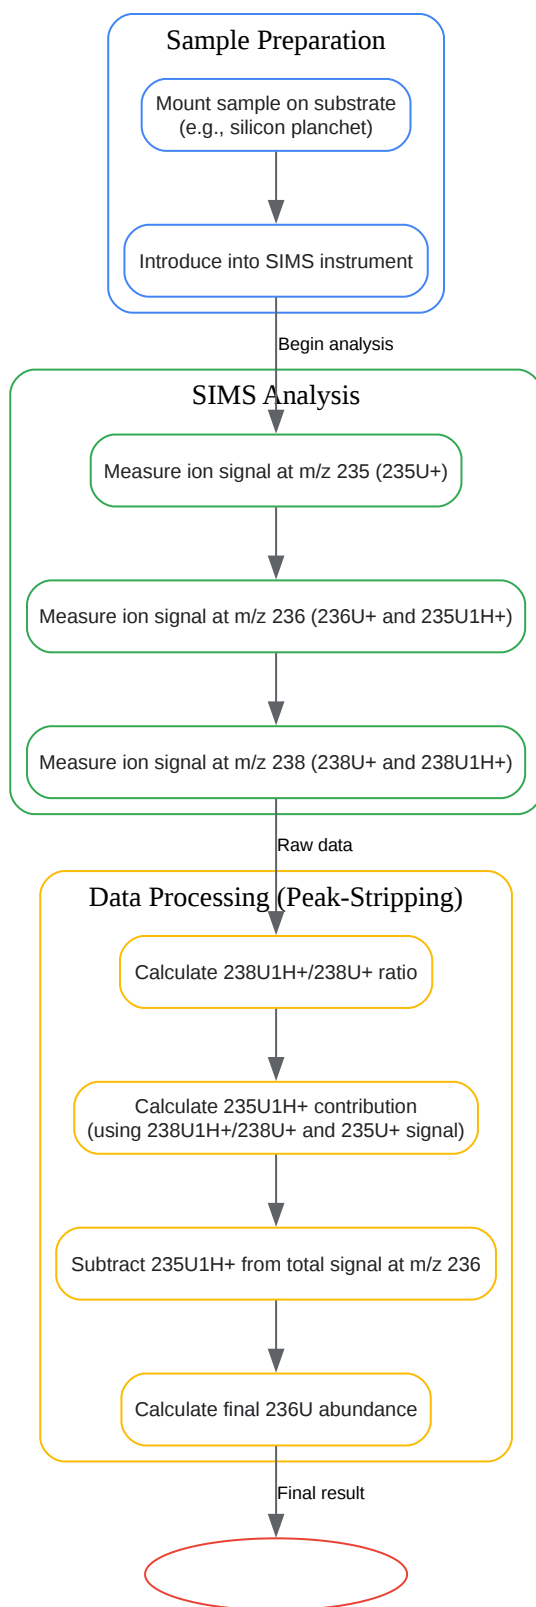 Sample Preparation
Mount sample on substrate
(e.g., silicon planchet)
Introduce into SIMS instrument
Begin analysis
SIMS Analysis
Measure ion signal at m/z 235 (235U+)
Measure ion signal at m/z 236 (236U+ and 235U1H+)
Measure ion signal at m/z 238 (238U+ and 238U1H+)
Raw data
Data Processing (Peak-Stripping)
Calculate 238U1H+/238U+ ratio
Calculate 235U1H+ contribution
(using 238U1H+/238U+ and 235U+ signal)
Subtract 235U1H+ from total signal at m/z 236
Calculate final 236U abundance
Final result